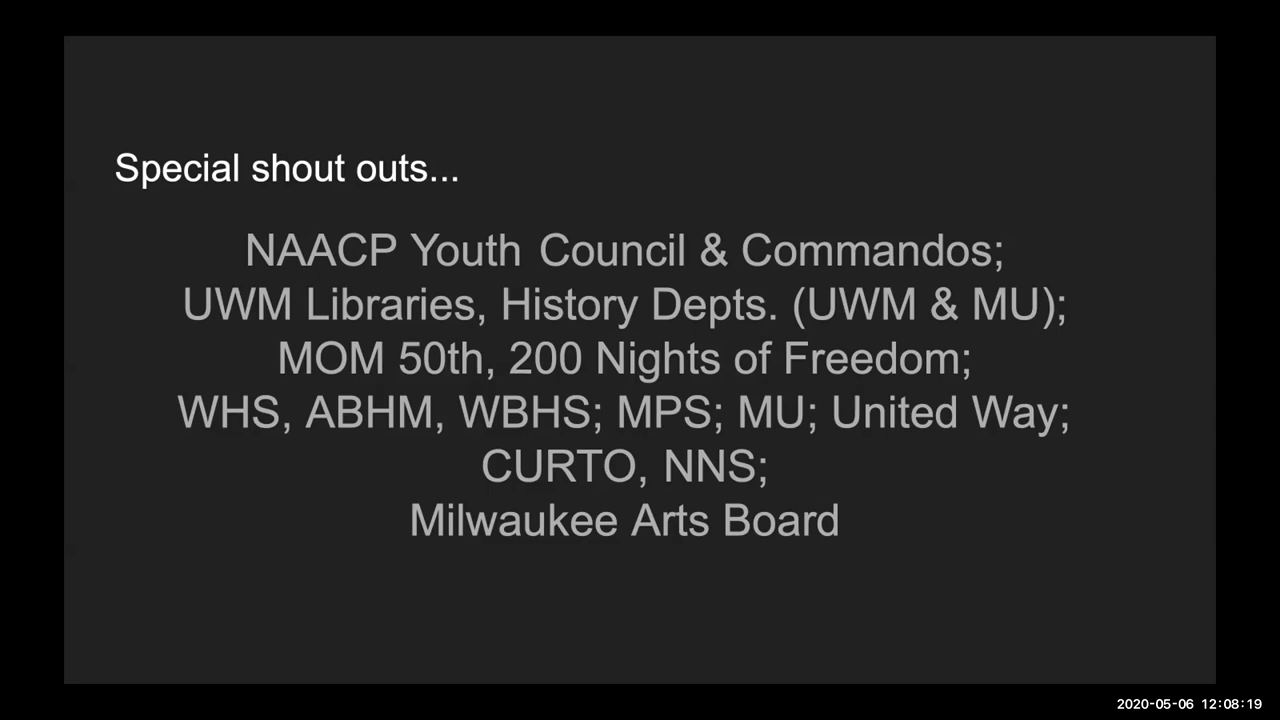 Special shout outs...
NAACP Youth Council & Commandos;
UWM Libraries, History Depts. (UWM & MU);
MOM 50th, 200 Nights of Freedom;
WHS, ABHM, WBHS; MPS; MU; United Way;
CURTO, NNS;
Milwaukee Arts Board
2020-05-06 12:08:19